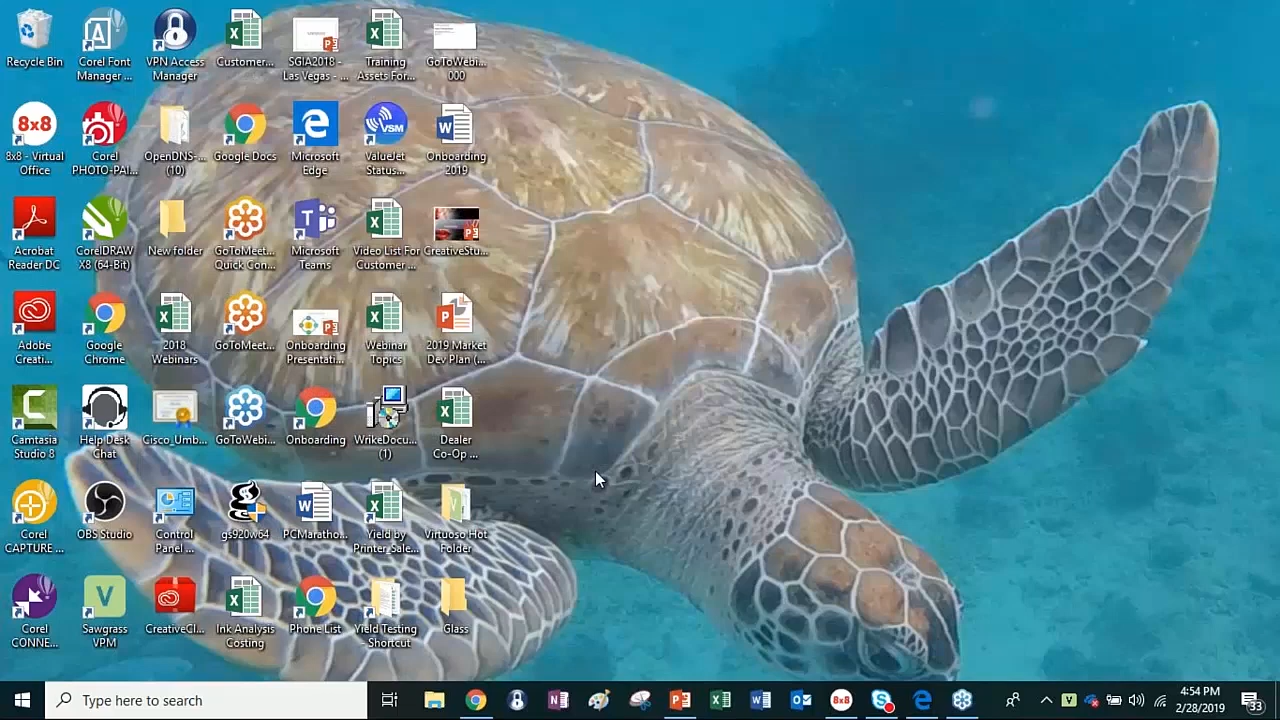 Recycle Bin
Corel Font
Manager ...
VPN Access
Manager
Customer...
SGIA2018 -
Las Vegas - ...
Training
Assets For...
GoToWebi...
000
8x8
8x8 - Virtual
Office
Corel
PHOTO-PAI...
OpenDNS-...
(10)
Google Docs
Microsoft
Edge
VSM
ValueJet
Status...
Onboarding
2019
Acrobat
Reader DC
CorelDRAW
X8 (64-Bit)
New folder
GoToMeet...
Quick Con...
Microsoft
Teams
Video List For
Customer ...
CreativeStu...
Adobe
Creati...
Google
Chrome
2018
Webinars
GoToMeet...
Onboarding
Presentati...
Webinar
Topics
2019 Market
Dev Plan (...
Camtasia
Studio 8
Help Desk
Chat
Cisco_Umb...
GoToWebi...
Onboarding
WrikeDocu...
(1)
Dealer
Co-Op ...
Corel
CAPTURE ...
OBS Studio
Control
Panel ...
gs920w64
PCMaratho...
Yield by
Printer_Sale...
Virtuoso Hot
Folder
Corel
CONNE...
Sawgrass
VPM
CreativeCl...
Ink Analysis
Costing
Phone List
Yield Testing
- Shortcut
Glass
Type here to search
8x8
4:54 PM
2/28/2019
33